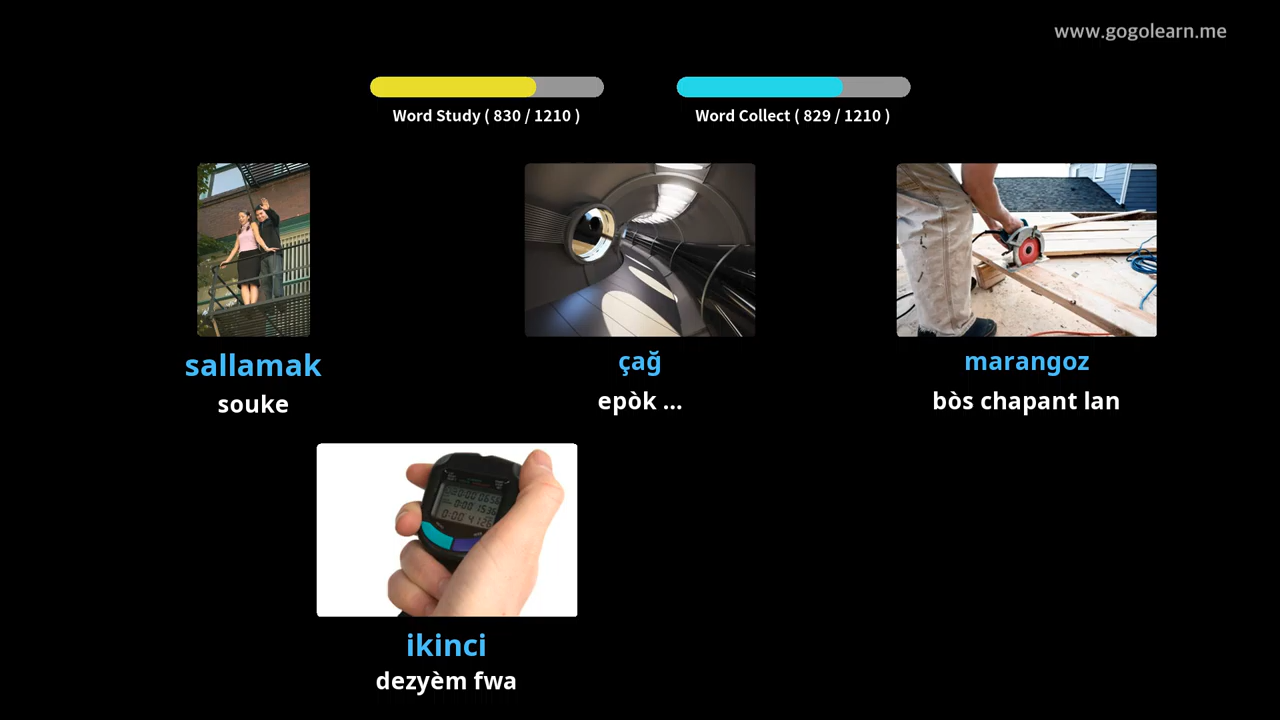 www.gogolearn.me
Word Study ( 830 / 1210 )
Word Collect ( 829 / 1210 )
sallamak
souke
çağ
epòk ...
marangoz
bòs chapant lan
ikinci
dezyèm fwa